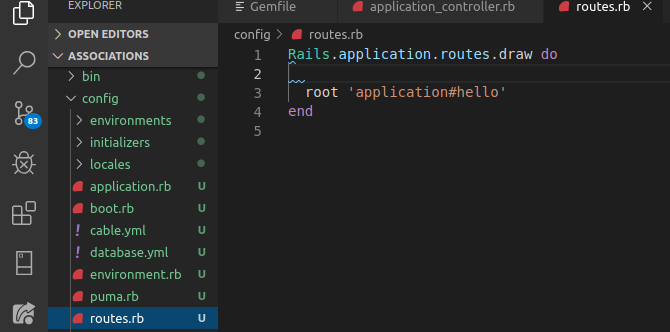 EXPLORER
OPEN EDITORS
ASSOCIATIONS
bin
config
environments
initializers
locales
application.rb U
boot.rb U
cable.yml U
database.yml U
environment.rb U
puma.rb U
routes.rb U
83
Gemfile application_controller.rb routes.rb
config > routes.rb
1 Rails.application.routes.draw do
2
3 root 'application#hello'
4 end
5